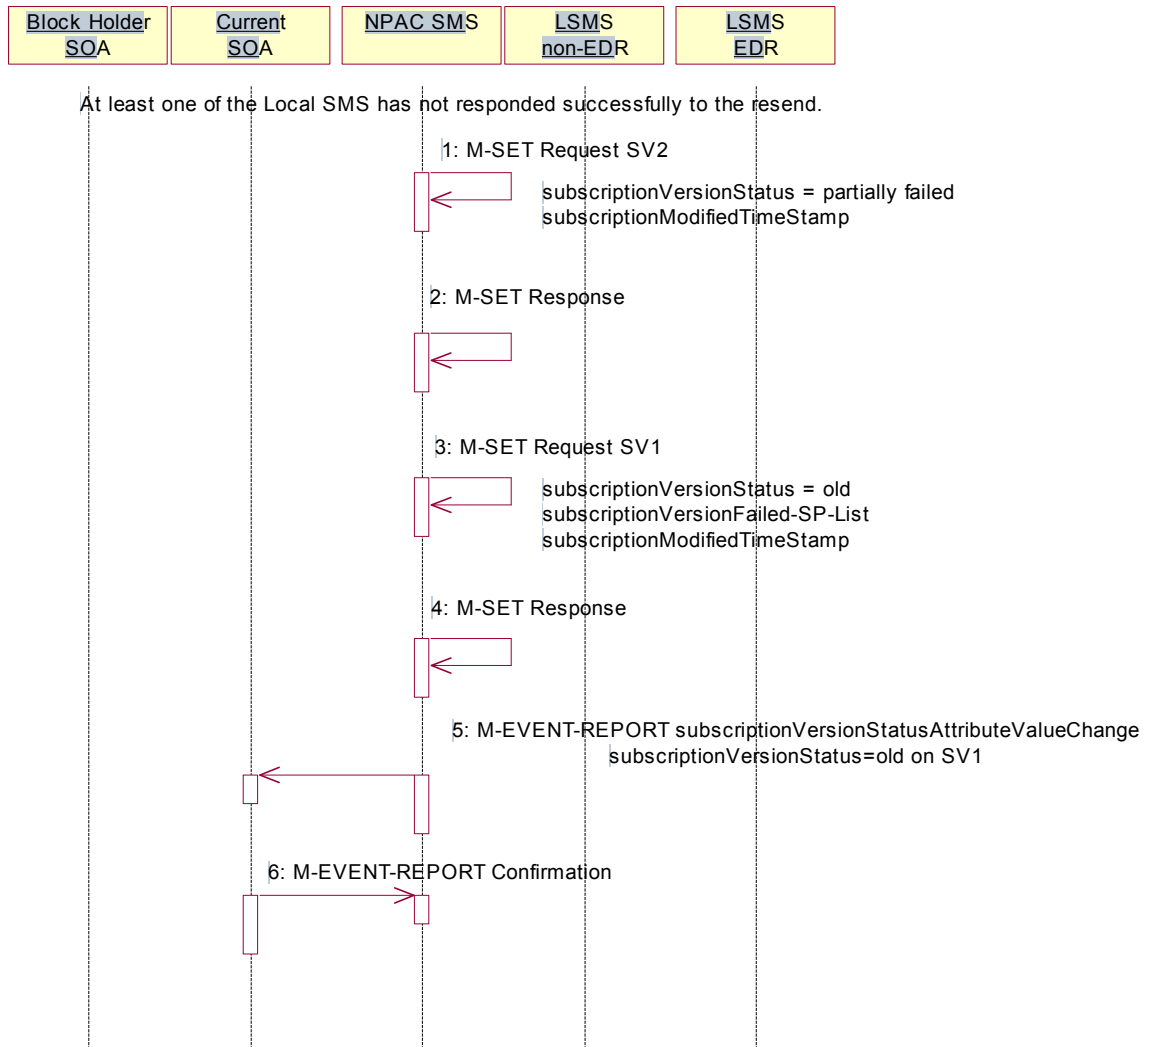 Block Holder
SOA
Current
SOA
NPAC SMS
LSMS
non-EDR
LSMS
EDR
At least one of the Local SMS has not responded successfully to the resend.
1: M-SET Request SV2
subscriptionVersionStatus = partially failed
subscriptionModifiedTimeStamp
2: M-SET Response
3: M-SET Request SV1
subscriptionVersionStatus = old
subscriptionVersionFailed-SP-List
subscriptionModifiedTimeStamp
4: M-SET Response
5: M-EVENT-REPORT subscriptionVersionStatusAttributeValueChange
subscriptionVersionStatus=old on SV1
6: M-EVENT-REPORT Confirmation